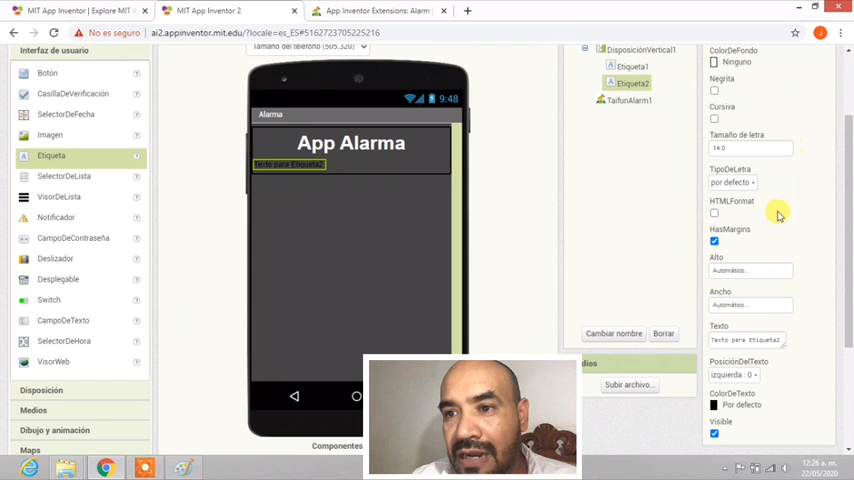 MIT App Inventor | Explore MIT A
MIT App Inventor 2
App Inventor Extensions: Alarm
No es seguro | ai2.appinventor.mit.edu/?locale=es_ES#5162723705225216
J
Interfaz de usuario
Botón
CasillaDeVerificación
SelectorDeFecha
Imagen
Etiqueta
SelectorDeLista
VisorDeLista
Notificador
CampoDeContraseña
Deslizador
Desplegable
Switch
CampoDeTexto
SelectorDeHora
VisorWeb
Disposición
Medios
Dibujo y animación
Maps
Tamaño del teléfono (505,320)
9:48
Alarma
App Alarma
Texto para Etiqueta2
Componentes
DisposiciónVertical1
Etiqueta1
Etiqueta2
TaifunAlarm1
Cambiar nombre
Borrar
Subir archivo...
ColorDeFondo
Ninguno
Negrita
Cursiva
Tamaño de letra
14.0
TipoDeLetra
por defecto
HTMLFormat
HasMargins
Alto
Automático...
Ancho
Automático...
Texto
Texto para Etiqueta2
PosiciónDelTexto
izquierda : 0
ColorDeTexto
Por defecto
Visible
12:26 a. m.
22/05/2020